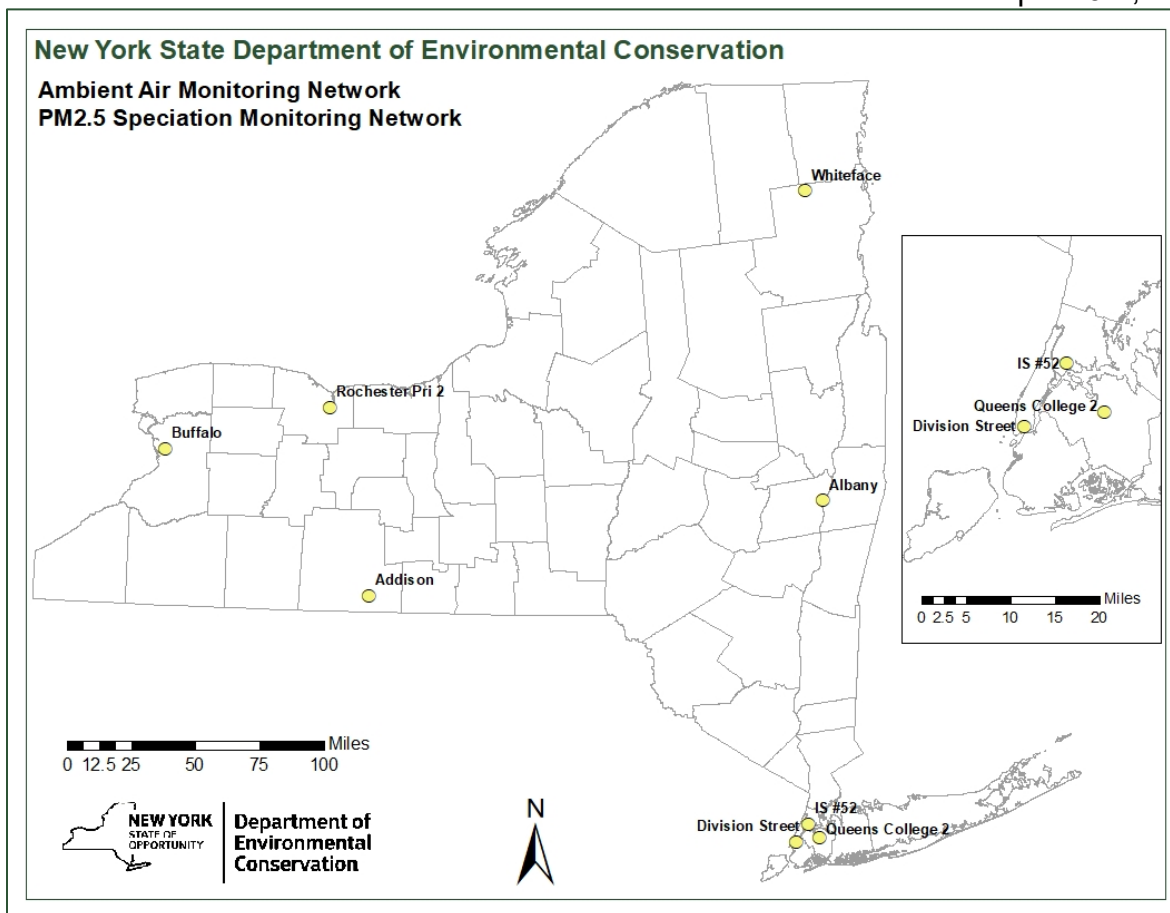 New York State Department of Environmental Conservation
Ambient Air Monitoring Network
PM2.5 Speciation Monitoring Network
Whiteface
Rochester Pri 2
Buffalo
Albany
Addison
IS #52
Queens College 2
Division Street
Miles
0 2.5 5 10 15 20
Miles
0 12.5 25 50 75 100
IS #52
Division Street
Queens College 2
N
NEW YORK
STATE OF
OPPORTUNITY
Department of
Environmental
Conservation